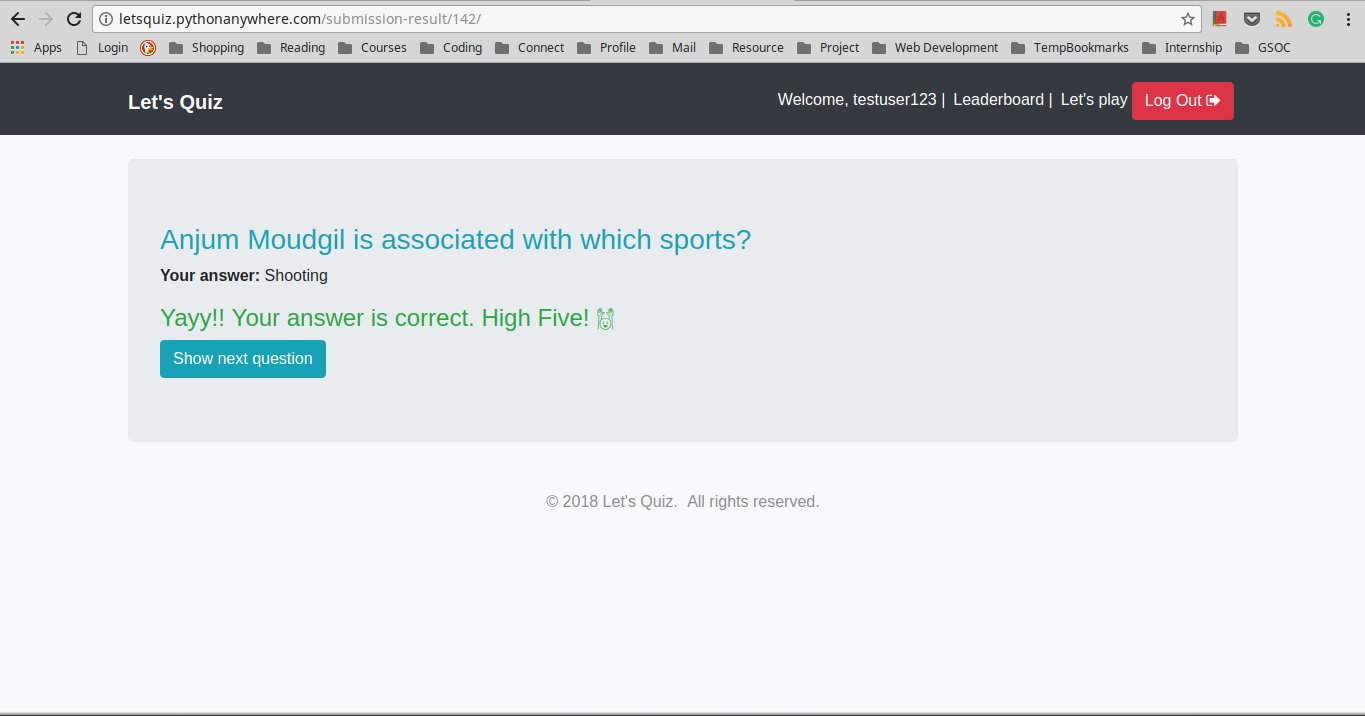 letsquiz.pythonanywhere.com/submission-result/142/
Apps Login Shopping Reading Courses Coding Connect Profile Mail Resource Project Web Development TempBookmarks Internship GSOC
Let's Quiz Welcome, testuser123 | Leaderboard | Let's play Log Out
Anjum Moudgil is associated with which sports?
Your answer: Shooting
Yayy!! Your answer is correct. High Five!
Show next question
© 2018 Let's Quiz. All rights reserved.